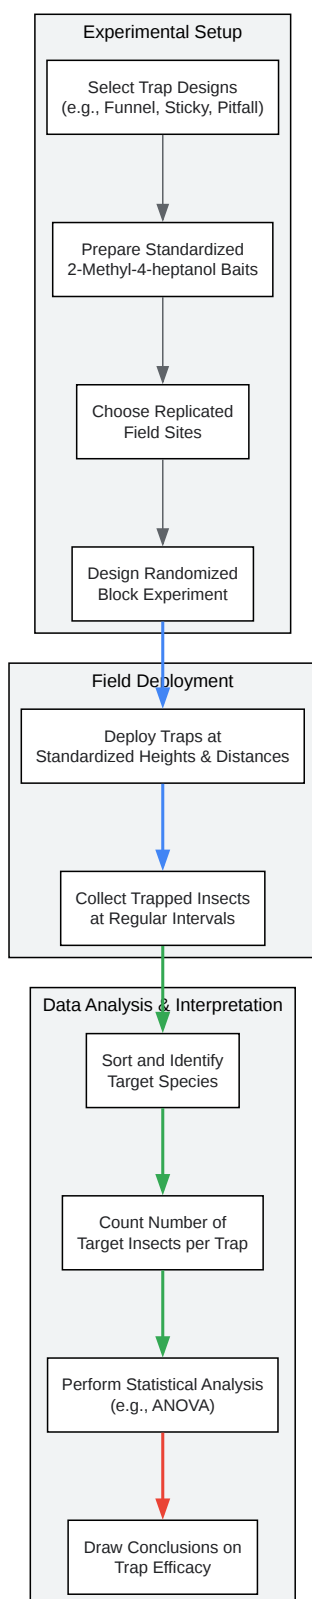 Experimental Setup
Select Trap Designs
(e.g., Funnel, Sticky, Pitfall)
Prepare Standardized
2-Methyl-4-heptanol Baits
Choose Replicated
Field Sites
Design Randomized
Block Experiment
Field Deployment
Deploy Traps at
Standardized Heights & Distances
Collect Trapped Insects
at Regular Intervals
Data Analysis & Interpretation
Sort and Identify
Target Species
Count Number of
Target Insects per Trap
Perform Statistical Analysis
(e.g., ANOVA)
Draw Conclusions on
Trap Efficacy